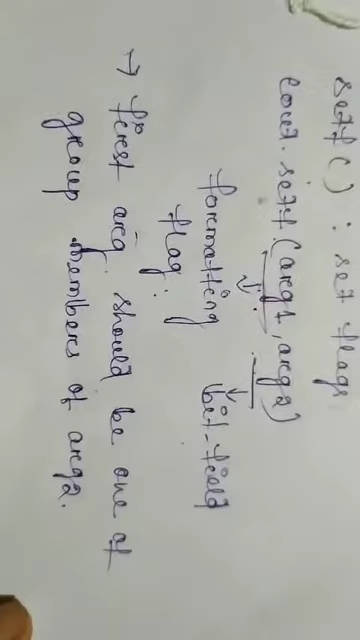 setf() : set flags
cout. setf(arg1, arg2)
formatting bit-field
flag.
→ first arg should be one of
group members of arg2.